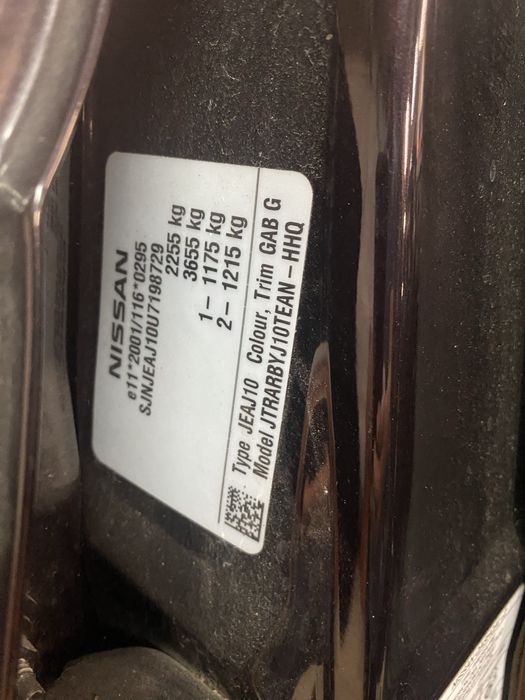 NISSAN
e11*2001/116*0295
SJNJEAJ10U7198729
2255 kg
3655 kg
1– 1175 kg
2– 1215 kg
Type JEAJ10 Colour, Trim GAB G
Model JTRARBYJ10TEAN–HHQ